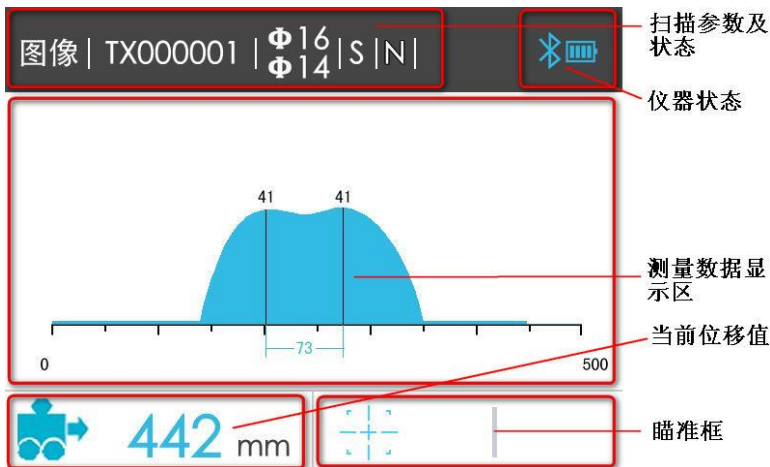 图像 | TX000001 | Φ16 Φ14 | S | N |
扫描参数及
状态
仪器状态
41 41
测量数据显
示区
73
当前位移值
0 500
442 mm
瞄准框